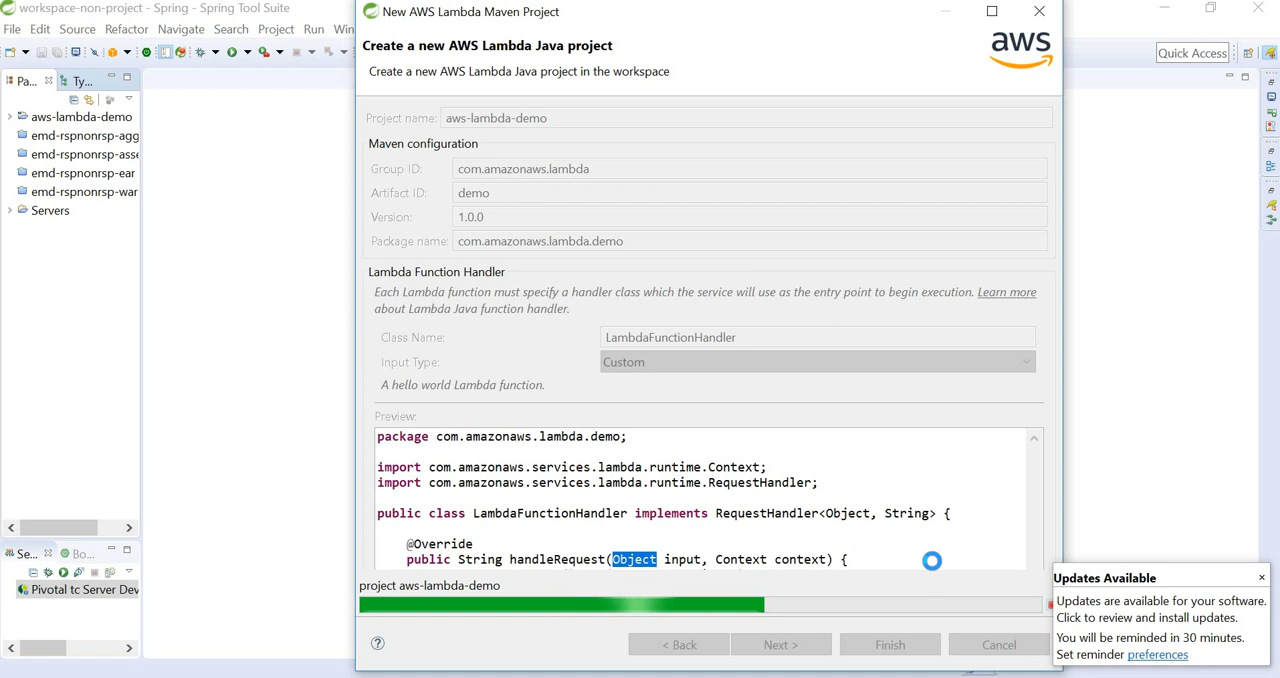 workspace-non-project - Spring - Spring Tool Suite
File Edit Source Refactor Navigate Search Project Run Win
Quick Access
Pa... Ty...
aws-lambda-demo
emd-rspnonrsp-agg
emd-rspnonrsp-asse
emd-rspnonrsp-ear
emd-rspnonrsp-war
Servers
Se... Bo...
Pivotal tc Server Dev
New AWS Lambda Maven Project
Create a new AWS Lambda Java project
Create a new AWS Lambda Java project in the workspace
aws
Project name: aws-lambda-demo
Maven configuration
Group ID: com.amazonaws.lambda
Artifact ID: demo
Version: 1.0.0
Package name: com.amazonaws.lambda.demo
Lambda Function Handler
Each Lambda function must specify a handler class which the service will use as the entry point to begin execution. Learn more
about Lambda Java function handler.
Class Name: LambdaFunctionHandler
Input Type: Custom
A hello world Lambda function.
Preview:
package com.amazonaws.lambda.demo;
import com.amazonaws.services.lambda.runtime.Context;
import com.amazonaws.services.lambda.runtime.RequestHandler;
public class LambdaFunctionHandler implements RequestHandler<Object, String> {
@Override
public String handleRequest(Object input, Context context) {
project aws-lambda-demo
< Back Next > Finish Cancel
Updates Available
Updates are available for your software.
Click to review and install updates.
You will be reminded in 30 minutes.
Set reminder preferences